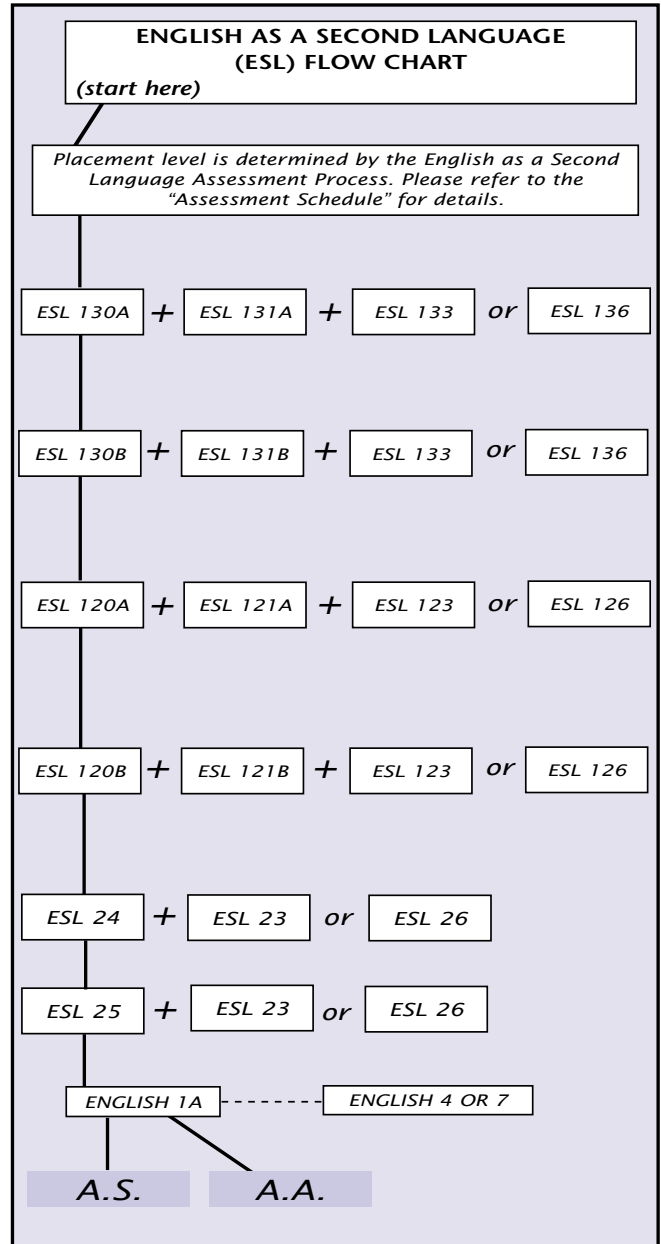 ENGLISH AS A SECOND LANGUAGE
(ESL) FLOW CHART
(start here)
Placement level is determined by the English as a Second
Language Assessment Process. Please refer to the
“Assessment Schedule” for details.
ESL 130A + ESL 131A + ESL 133 or ESL 136
ESL 130B + ESL 131B + ESL 133 or ESL 136
ESL 120A + ESL 121A + ESL 123 or ESL 126
ESL 120B + ESL 121B + ESL 123 or ESL 126
ESL 24 + ESL 23 or ESL 26
ESL 25 + ESL 23 or ESL 26
ENGLISH 1A ENGLISH 4 OR 7
A.S. A.A.